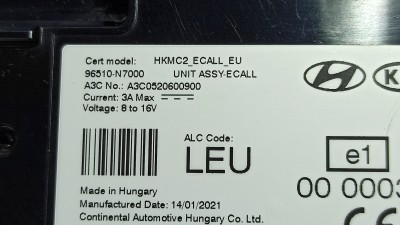 Cert model: HKMC2_ECALL_EU
96510-N7000 UNIT ASSY-ECALL
A3C No.: A3C0520600900
Current: 3A Max
Voltage: 8 to 16V
ALC Code:
LEU
e1
00 0003
Made in Hungary
Manufactured on: 14/01/2021
Continental Automotive Hungary Co. Ltd.